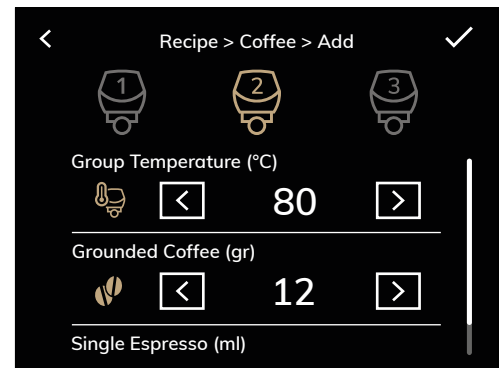 Recipe > Coffee > Add
1 2 3
Group Temperature (°C)
80
Grounded Coffee (gr)
12
Single Espresso (ml)